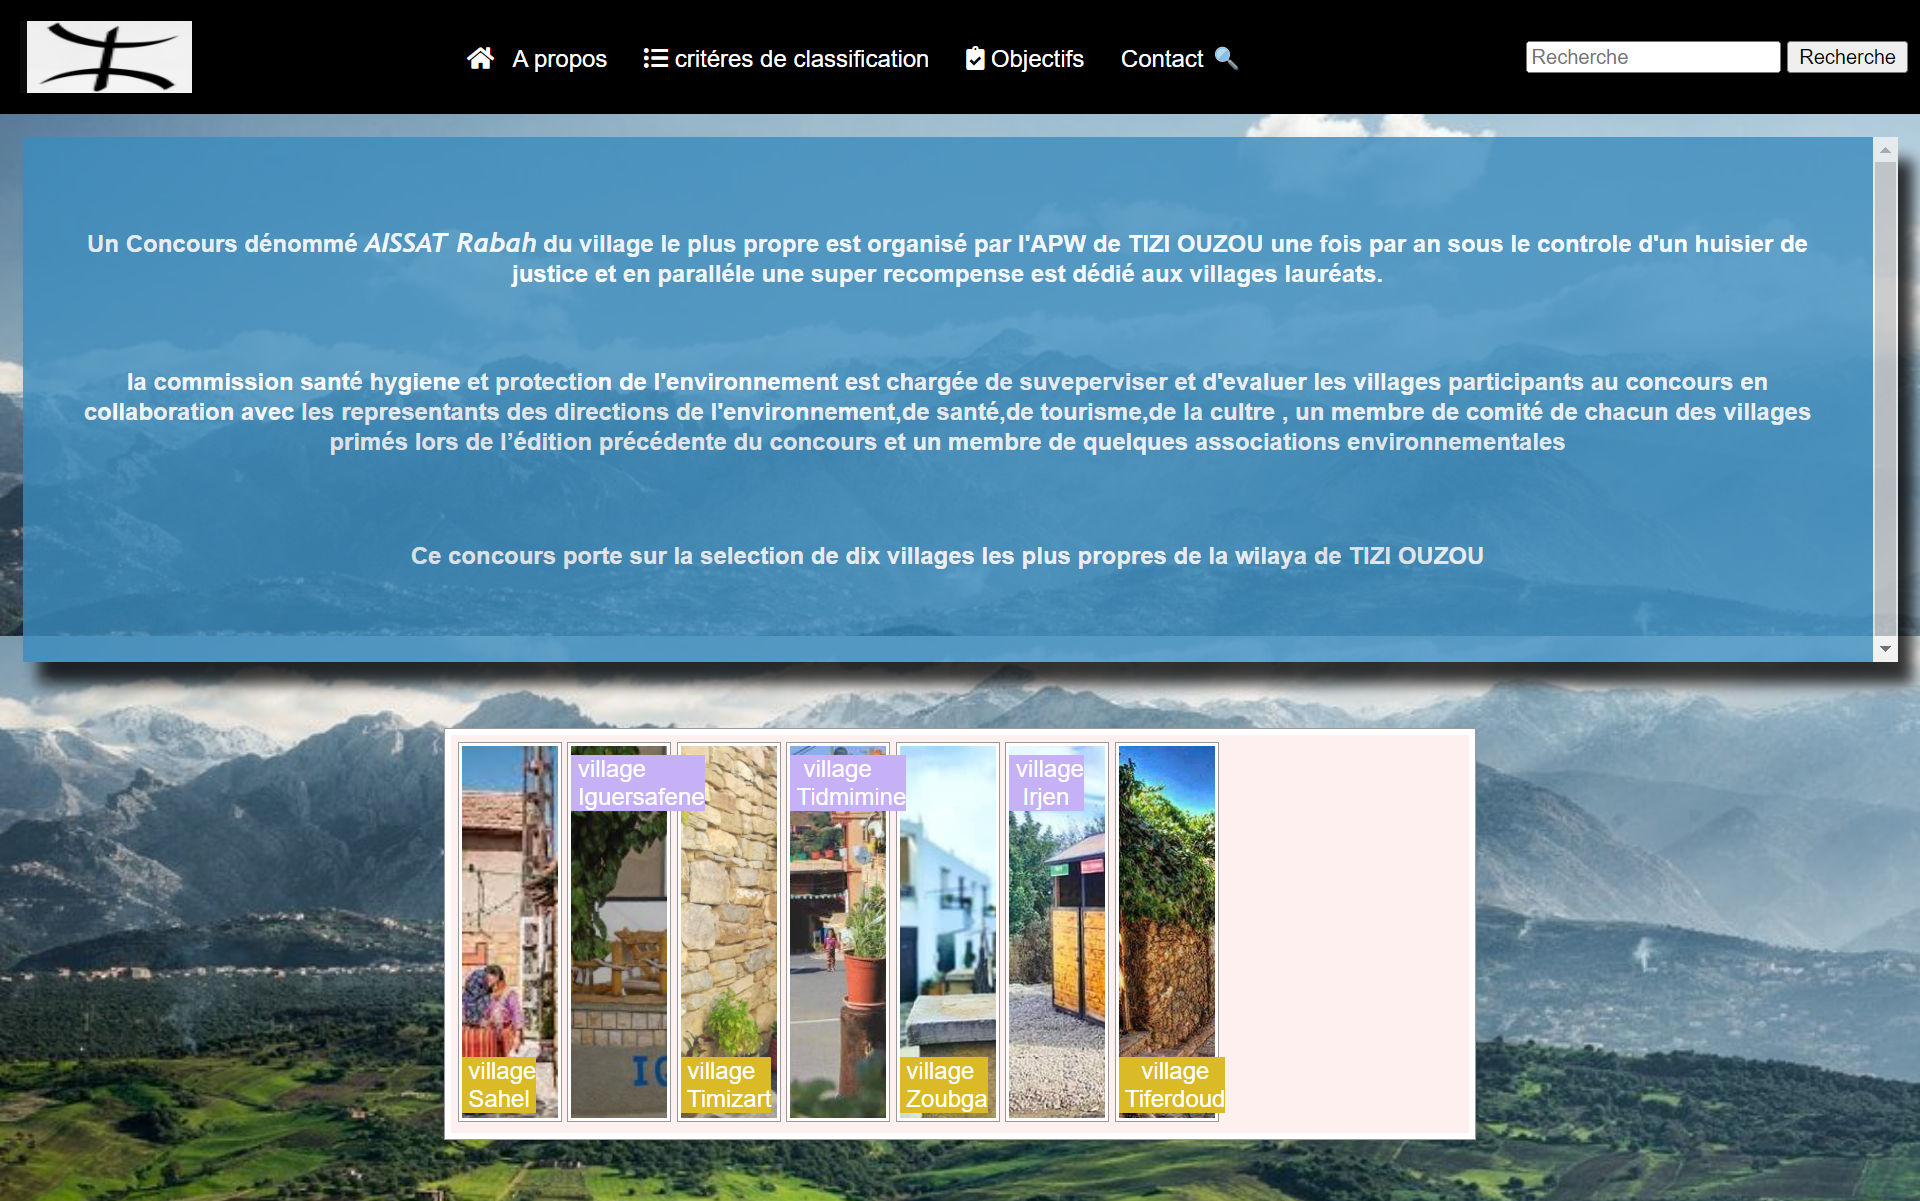 A propos
critéres de classification
Objectifs
Contact
Recherche
Recherche
Un Concours dénommé AISSAT Rabah du village le plus propre est organisé par l'APW de TIZI OUZOU une fois par an sous le controle d'un huisier de
justice et en paralléle une super recompense est dédié aux villages lauréats.
la commission santé hygiene et protection de l'environnement est chargée de suveperviser et d'evaluer les villages participants au concours en
collaboration avec les representants des directions de l'environnement,de santé,de tourisme,de la cultre , un membre de comité de chacun des villages
primés lors de l’édition précédente du concours et un membre de quelques associations environnementales
Ce concours porte sur la selection de dix villages les plus propres de la wilaya de TIZI OUZOU
village
Sahel
village
Iguersafene
village
Timizart
village
Tidmimine
village
Zoubga
village
Irjen
village
Tiferdoud